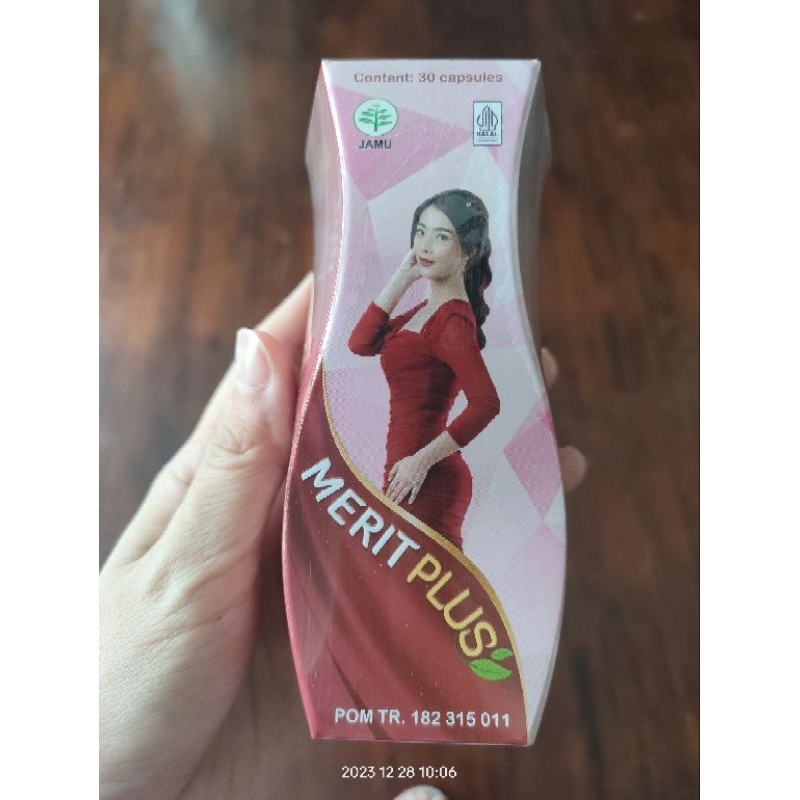 Content: 30 capsules
JAMU
HALAL
MERIT PLUS
POM TR. 182 315 011
2023 12 28 10:06